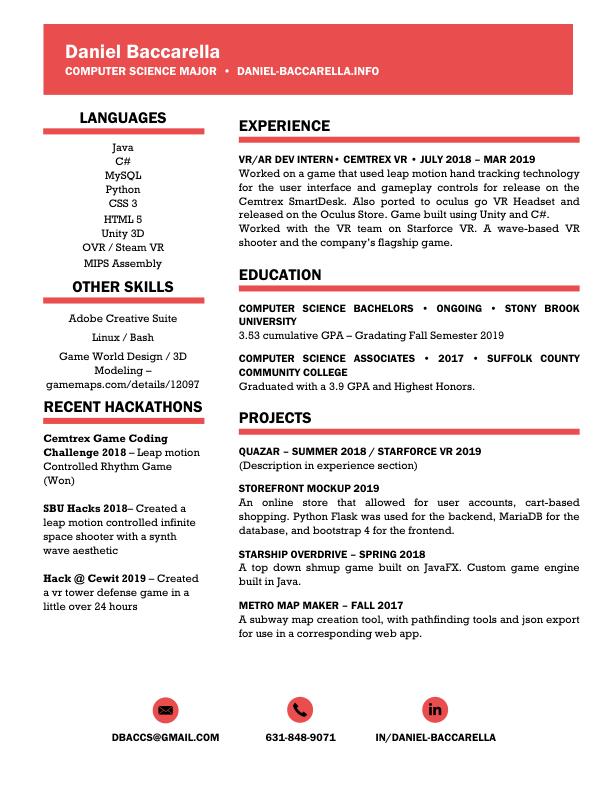 Daniel Baccarella
COMPUTER SCIENCE MAJOR • DANIEL-BACCARELLA.INFO
LANGUAGES
Java
C#
MySQL
Python
CSS 3
HTML 5
Unity 3D
OVR / Steam VR
MIPS Assembly
OTHER SKILLS
Adobe Creative Suite
Linux / Bash
Game World Design / 3D
Modeling –
gamemaps.com/details/12097
RECENT HACKATHONS
Cemtrex Game Coding
Challenge 2018 – Leap motion
Controlled Rhythm Game
(Won)
SBU Hacks 2018– Created a
leap motion controlled infinite
space shooter with a synth
wave aesthetic
Hack @ Cewit 2019 – Created
a vr tower defense game in a
little over 24 hours
EXPERIENCE
VR/AR DEV INTERN• CEMTREX VR • JULY 2018 – MAR 2019
Worked on a game that used leap motion hand tracking technology
for the user interface and gameplay controls for release on the
Cemtrex SmartDesk. Also ported to oculus go VR Headset and
released on the Oculus Store. Game built using Unity and C#.
Worked with the VR team on Starforce VR. A wave-based VR
shooter and the company's flagship game.
EDUCATION
COMPUTER SCIENCE BACHELORS • ONGOING • STONY BROOK
UNIVERSITY
3.53 cumulative GPA – Gradating Fall Semester 2019
COMPUTER SCIENCE ASSOCIATES • 2017 • SUFFOLK COUNTY
COMMUNITY COLLEGE
Graduated with a 3.9 GPA and Highest Honors.
PROJECTS
QUAZAR – SUMMER 2018 / STARFORCE VR 2019
(Description in experience section)
STOREFRONT MOCKUP 2019
An online store that allowed for user accounts, cart-based
shopping. Python Flask was used for the backend, MariaDB for the
database, and bootstrap 4 for the frontend.
STARSHIP OVERDRIVE – SPRING 2018
A top down shmup game built on JavaFX. Custom game engine
built in Java.
METRO MAP MAKER – FALL 2017
A subway map creation tool, with pathfinding tools and json export
for use in a corresponding web app.
in
DBACCS@GMAIL.COM
631-848-9071
IN/DANIEL-BACCARELLA